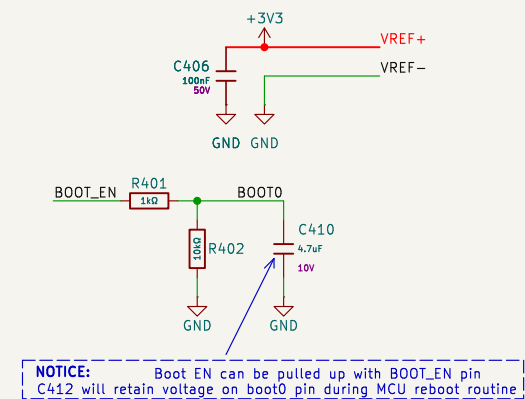 +3V3
VREF+
C406
100nF
50V
VREF-
GND GND
R401
BOOT_EN 1kΩ BOOT0
R402
10kΩ
C410
4.7uF
10V
GND GND
NOTICE: Boot EN can be pulled up with BOOT_EN pin
C412 will retain voltage on boot0 pin during MCU reboot routine